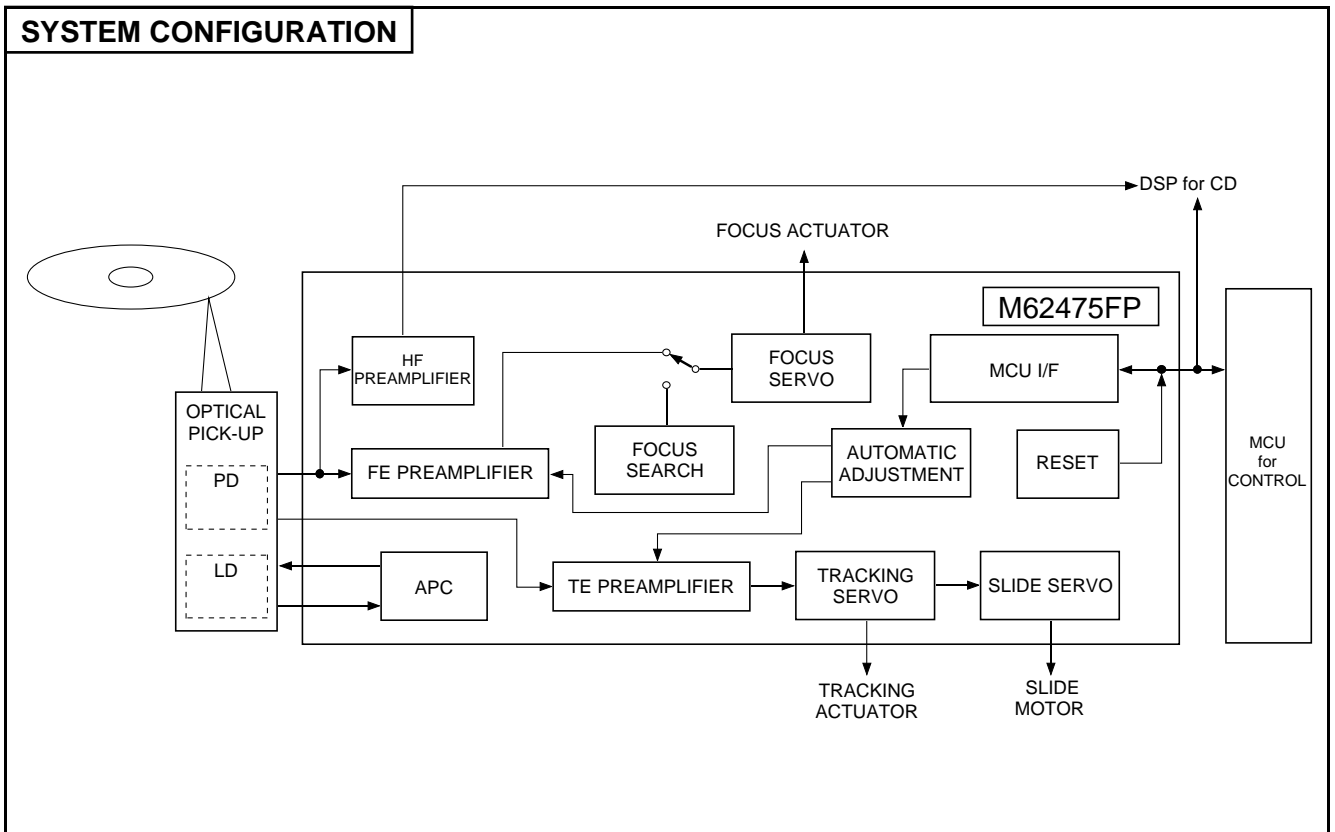 SYSTEM CONFIGURATION
DSP for CD
FOCUS ACTUATOR
M62475FP
HF
PREAMPLIFIER
FOCUS
SERVO
MCU I/F
OPTICAL
PICK-UP
PD
FE PREAMPLIFIER
FOCUS
SEARCH
AUTOMATIC
ADJUSTMENT
RESET
MCU
for
CONTROL
LD
APC
TE PREAMPLIFIER
TRACKING
SERVO
SLIDE SERVO
TRACKING
ACTUATOR
SLIDE
MOTOR